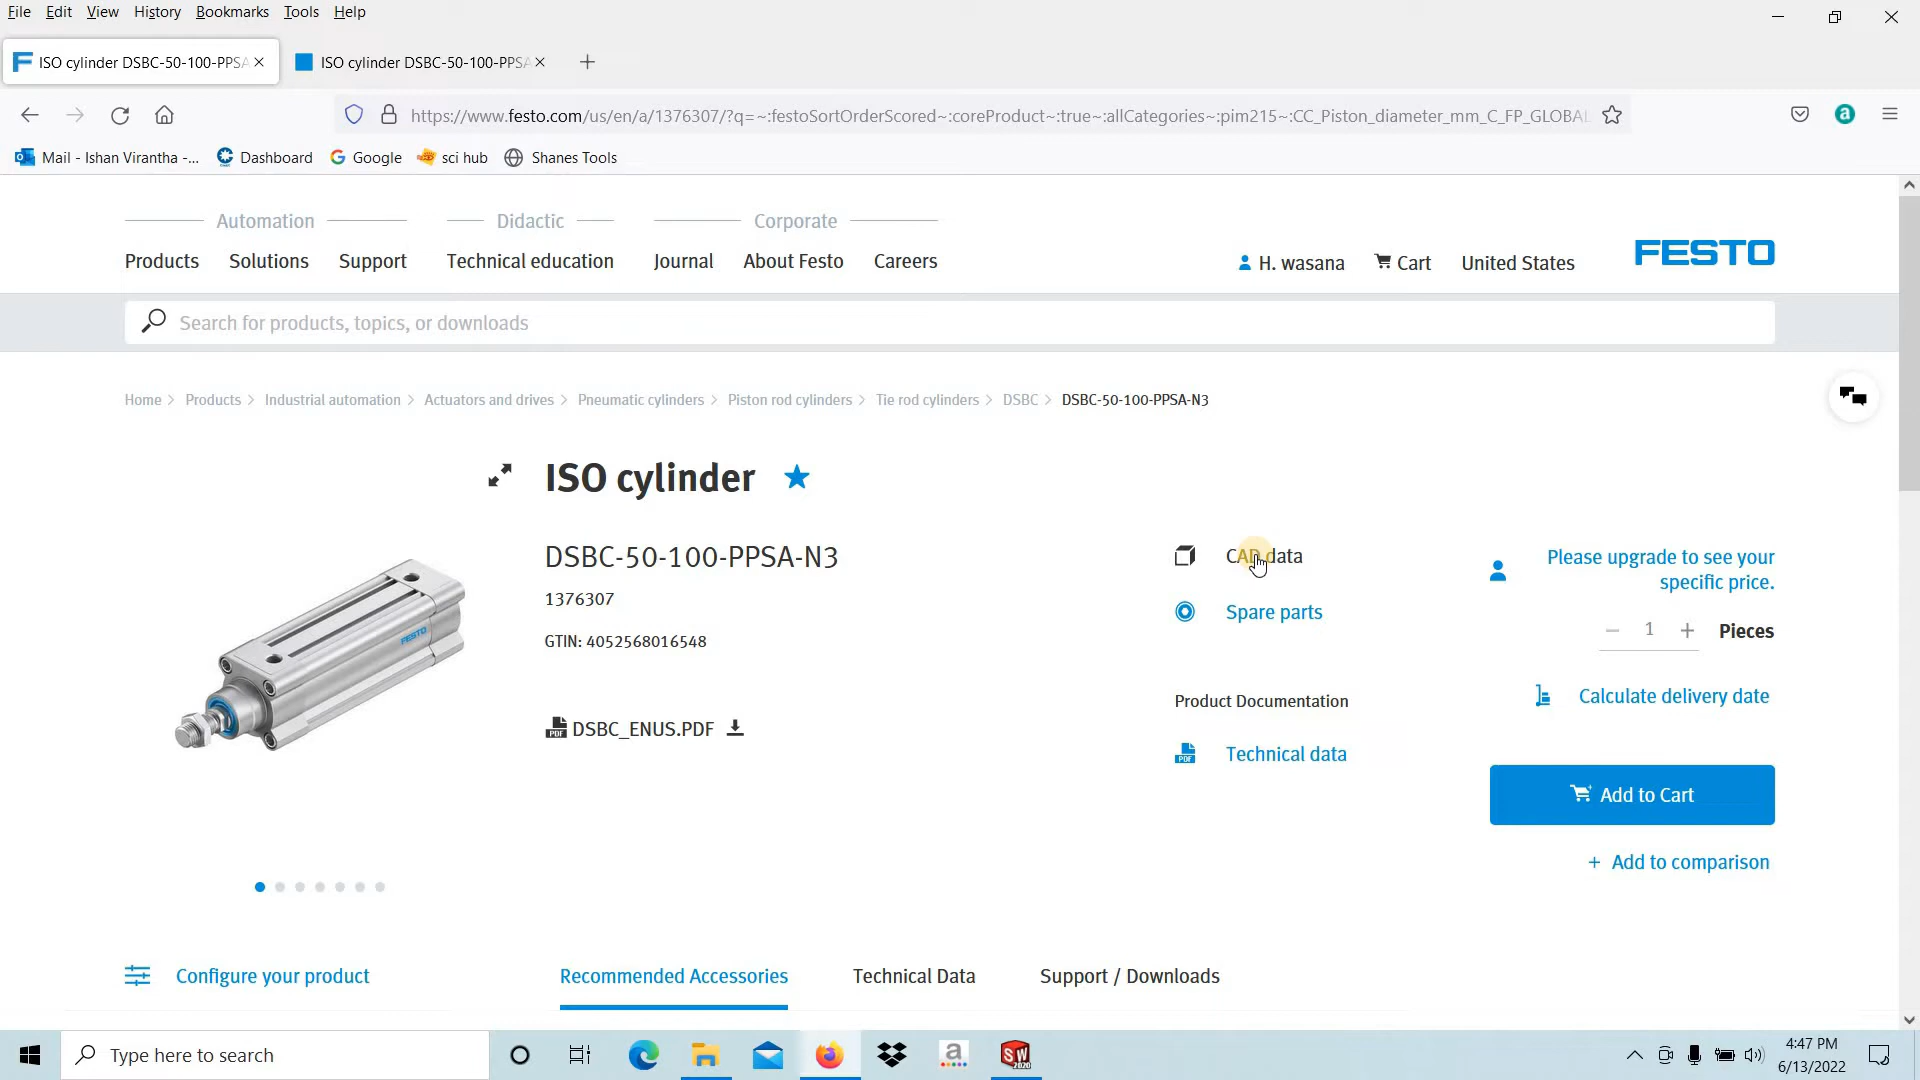 File Edit View History Bookmarks Tools Help
ISO cylinder DSBC-50-100-PPSA
ISO cylinder DSBC-50-100-PPSA
https://www.festo.com/us/en/a/1376307/?q=~:festoSortOrderScored~:coreProduct~:true~:allCategories~:pim215~:CC_Piston_diameter_mm_C_FP_GLOBAL
Mail - Ishan Virantha -... Dashboard Google sci hub Shanes Tools
Automation Didactic Corporate
Products Solutions Support Technical education Journal About Festo Careers
H. wasana Cart United States FESTO
Search for products, topics, or downloads
Home > Products > Industrial automation > Actuators and drives > Pneumatic cylinders > Piston rod cylinders > Tie rod cylinders > DSBC > DSBC-50-100-PPSA-N3
ISO cylinder
DSBC-50-100-PPSA-N3
1376307
GTIN: 4052568016548
PDF DSBC_ENUS.PDF
FESTO
CAD data
Spare parts
Product Documentation
PDF Technical data
Please upgrade to see your
specific price.
− 1 + Pieces
Calculate delivery date
Add to Cart
+ Add to comparison
Configure your product
Recommended Accessories Technical Data Support / Downloads
Type here to search
a
SW
2020
4:47 PM
6/13/2022